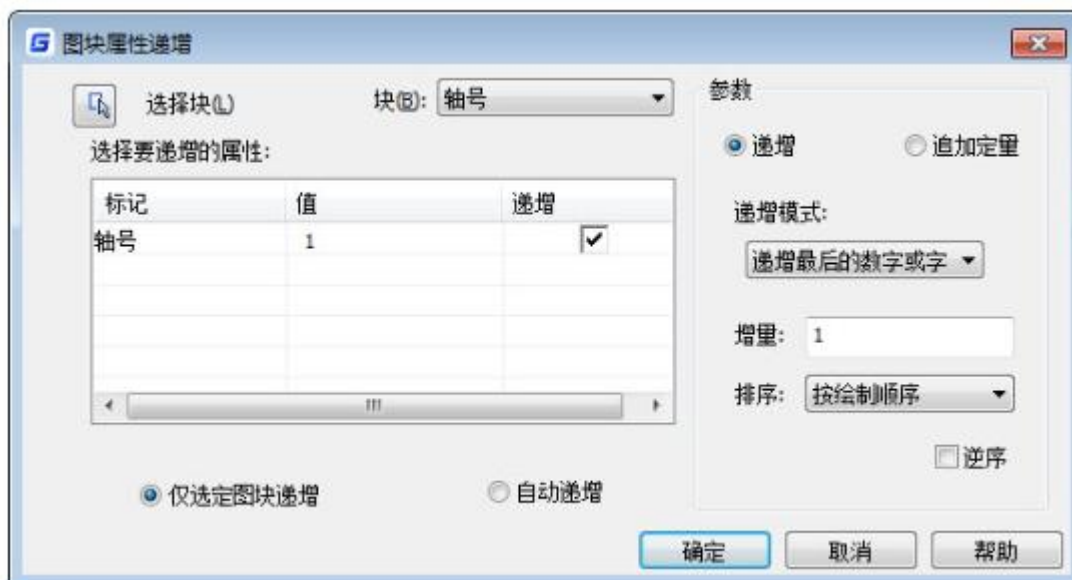 图块属性递增
选择块(L)
块(B): 轴号
选择要递增的属性:
标记 值 递增
轴号 1
仅选定图块递增
自动递增
参数
递增
追加定量
递增模式:
递增最后的数字或字
增量: 1
排序: 按绘制顺序
逆序
确定
取消
帮助